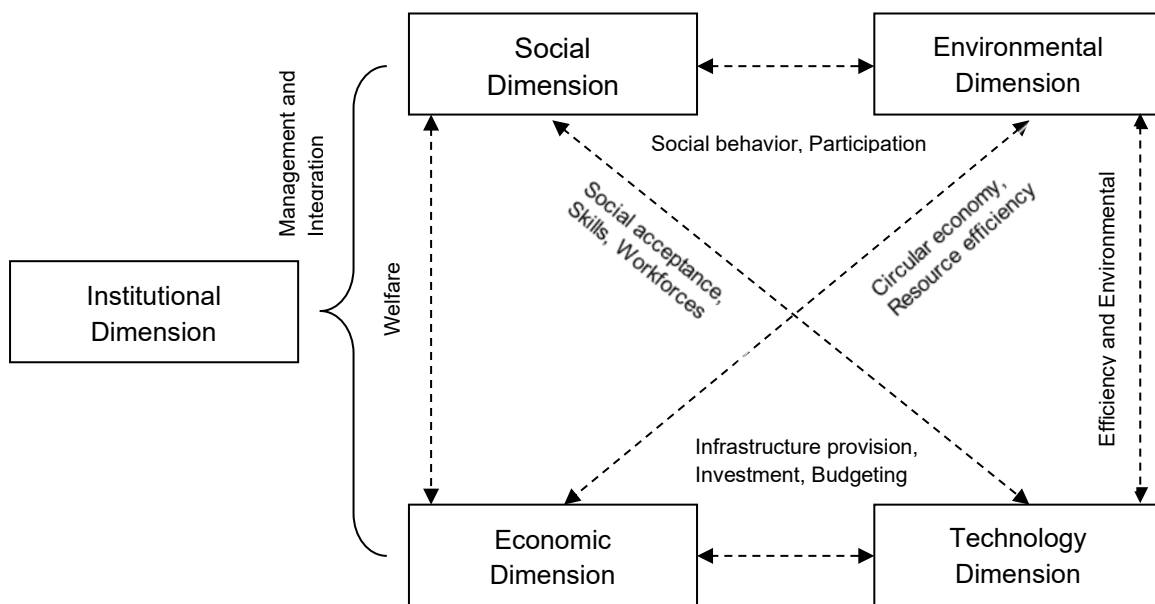 Social
Dimension
Environmental
Dimension
Management and
Integration
Social behavior, Participation
Social acceptance,
Skills, Workforces
Circular economy,
Resource efficiency
Efficiency and Environmental
Institutional
Dimension
Welfare
Infrastructure provision,
Investment, Budgeting
Economic
Dimension
Technology
Dimension